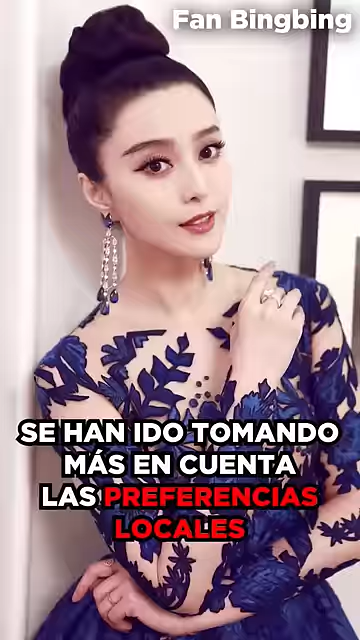 Fan Bingbing
SE HAN IDO TOMANDO
MÁS EN CUENTA
LAS PREFERENCIAS
LOCALES